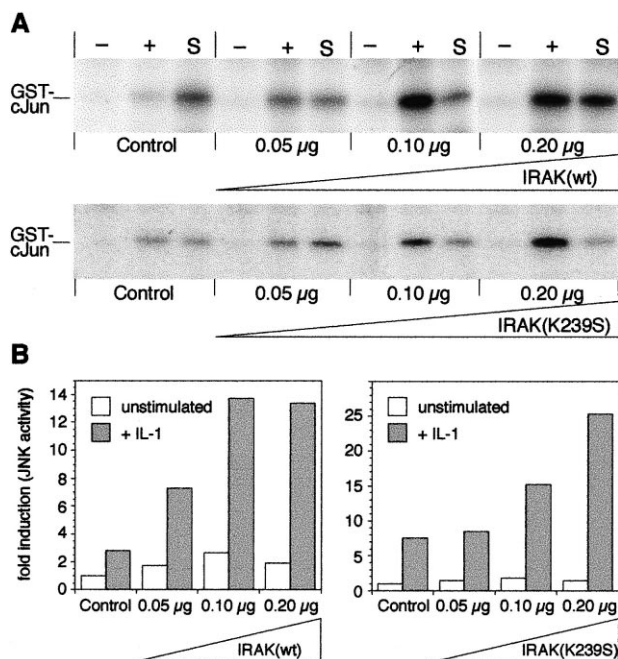 A
− + S − + S − + S − + S
GST-
cJun
Control 0.05 µg 0.10 µg 0.20 µg
IRAK(wt)
GST-
cJun
Control 0.05 µg 0.10 µg 0.20 µg
IRAK(K239S)
B
fold induction (JNK activity)
14
12
10
8
6
4
2
0
unstimulated
+ IL-1
Control 0.05 µg 0.10 µg 0.20 µg
IRAK(wt)
25
20
15
10
5
0
unstimulated
+ IL-1
Control 0.05 µg 0.10 µg 0.20 µg
IRAK(K239S)